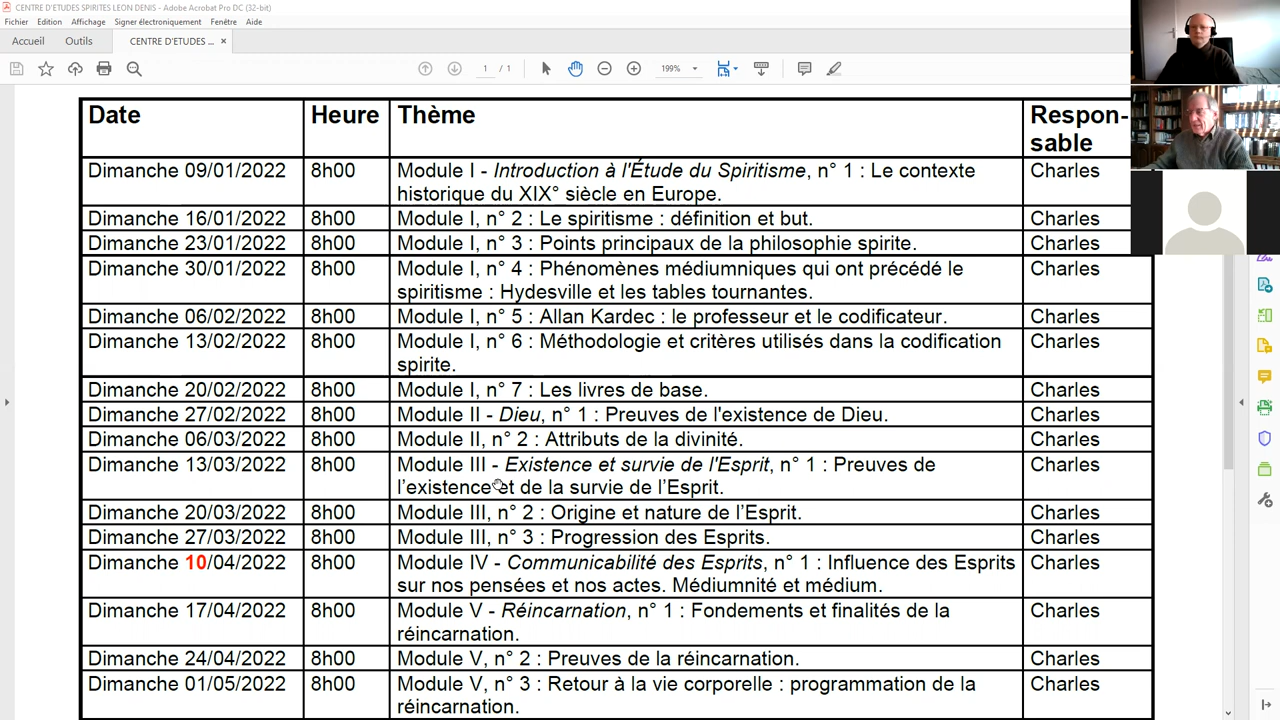 CENTRE D'ETUDES SPIRITES LEON DENIS - Adobe Acrobat Pro DC (32-bit)
Fichier Edition Affichage Signer électroniquement Fenêtre Aide
Accueil Outils CENTRE D'ETUDES ... ×
1 / 1 199%
Date Heure Thème Respon-
sable
Dimanche 09/01/2022 8h00 Module I - Introduction à l'Étude du Spiritisme, n° 1 : Le contexte Charles
historique du XIX° siècle en Europe.
Dimanche 16/01/2022 8h00 Module I, n° 2 : Le spiritisme : définition et but. Charles
Dimanche 23/01/2022 8h00 Module I, n° 3 : Points principaux de la philosophie spirite. Charles
Dimanche 30/01/2022 8h00 Module I, n° 4 : Phénomènes médiumniques qui ont précédé le Charles
spiritisme : Hydesville et les tables tournantes.
Dimanche 06/02/2022 8h00 Module I, n° 5 : Allan Kardec : le professeur et le codificateur. Charles
Dimanche 13/02/2022 8h00 Module I, n° 6 : Méthodologie et critères utilisés dans la codification Charles
spirite.
Dimanche 20/02/2022 8h00 Module I, n° 7 : Les livres de base. Charles
Dimanche 27/02/2022 8h00 Module II - Dieu, n° 1 : Preuves de l'existence de Dieu. Charles
Dimanche 06/03/2022 8h00 Module II, n° 2 : Attributs de la divinité. Charles
Dimanche 13/03/2022 8h00 Module III - Existence et survie de l'Esprit, n° 1 : Preuves de Charles
l’existence et de la survie de l’Esprit.
Dimanche 20/03/2022 8h00 Module III, n° 2 : Origine et nature de l’Esprit. Charles
Dimanche 27/03/2022 8h00 Module III, n° 3 : Progression des Esprits. Charles
Dimanche 10/04/2022 8h00 Module IV - Communicabilité des Esprits, n° 1 : Influence des Esprits Charles
sur nos pensées et nos actes. Médiumnité et médium.
Dimanche 17/04/2022 8h00 Module V - Réincarnation, n° 1 : Fondements et finalités de la Charles
réincarnation.
Dimanche 24/04/2022 8h00 Module V, n° 2 : Preuves de la réincarnation. Charles
Dimanche 01/05/2022 8h00 Module V, n° 3 : Retour à la vie corporelle : programmation de la Charles
réincarnation.